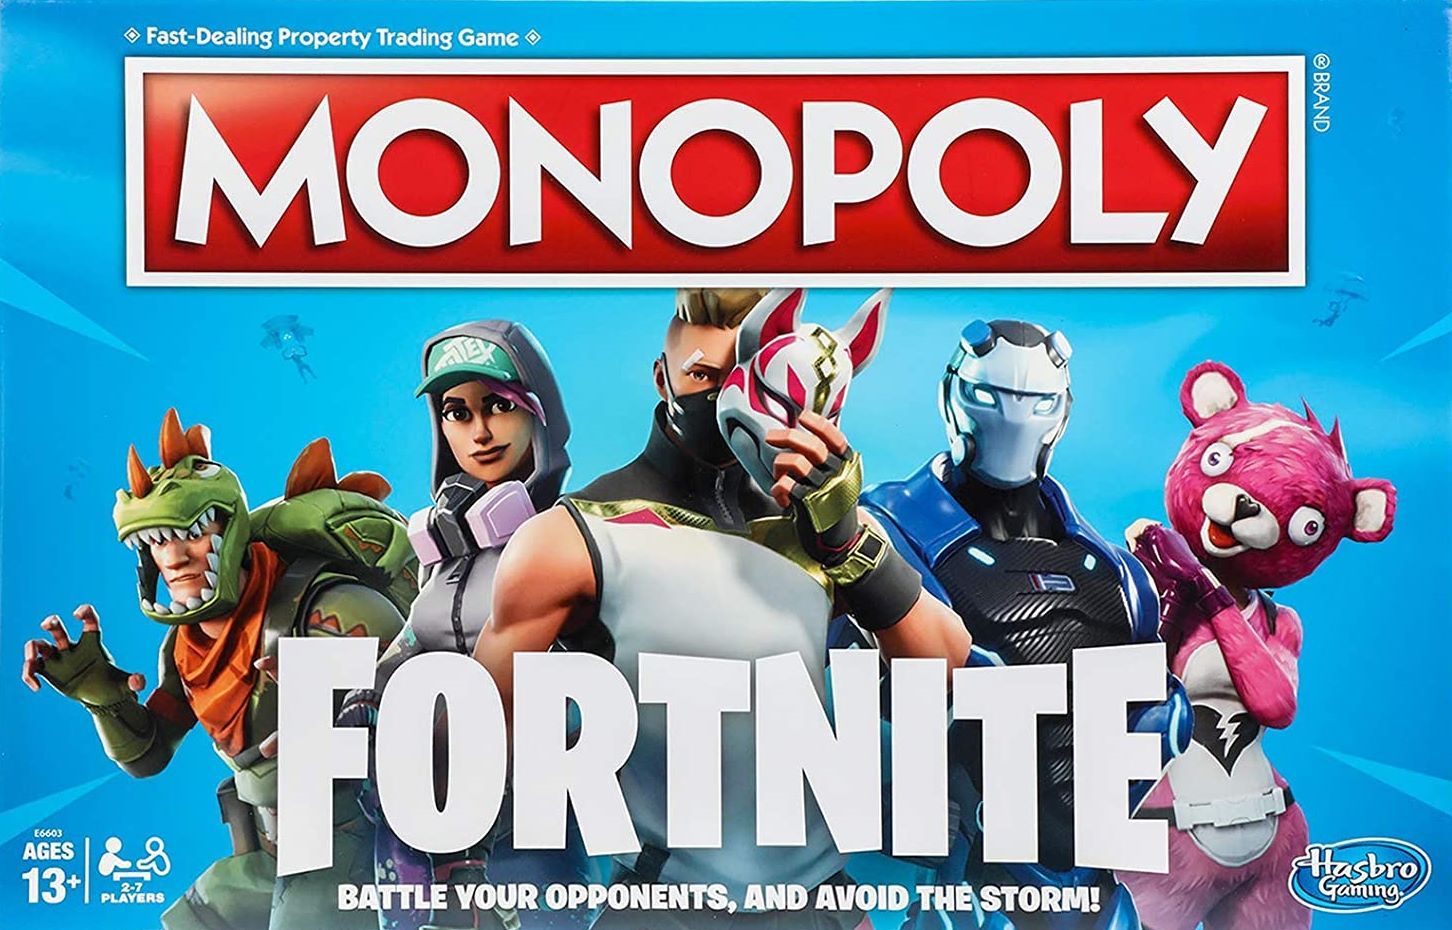 Fast-Dealing Property Trading Game
MONOPOLY
® BRAND
FORTNITE
BATTLE YOUR OPPONENTS, AND AVOID THE STORM!
E6603
AGES
13+
2-7
PLAYERS
Hasbro
Gaming.